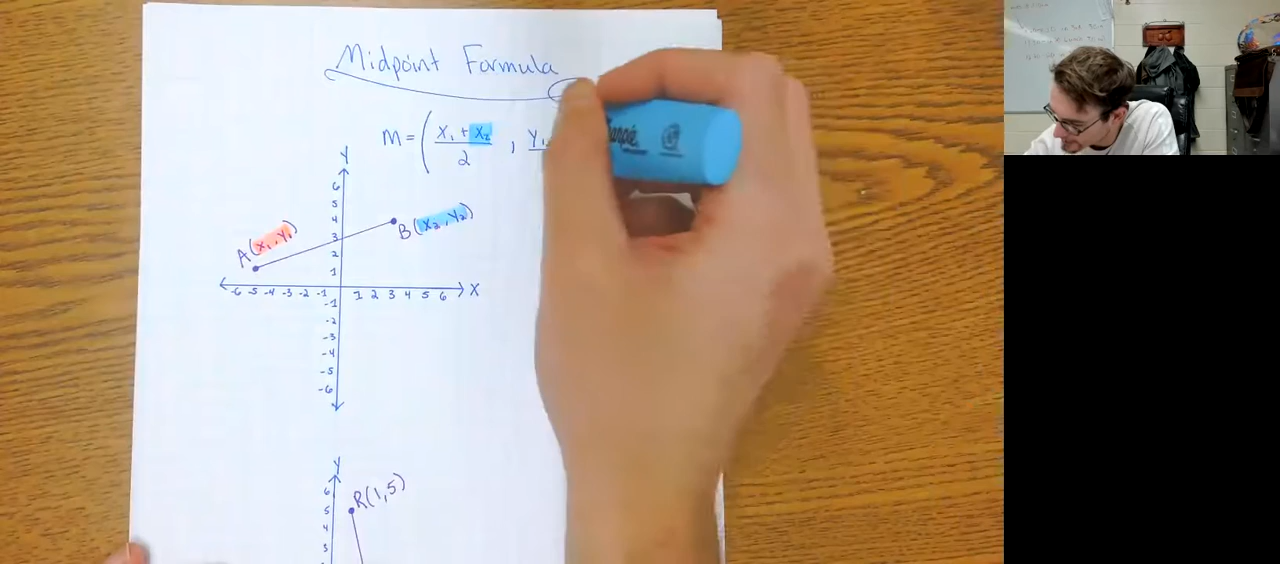 Midpoint Formula
M = (X₁ + X₂ / 2 , Y₁
Sharpie
Y
6
5
4
3
2
1
A(X₁, Y₁)
B(X₂, Y₂)
-6 -5 -4 -3 -2 -1 1 2 3 4 5 6 X
-1
-2
-3
-4
-5
-6
Y
6
5
4
3
R(1,5)